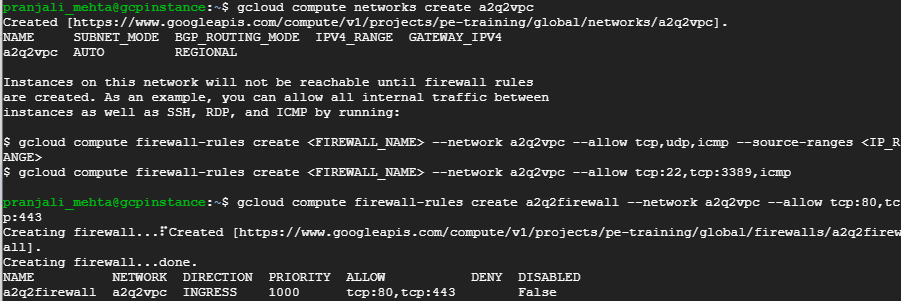 pranjali_mehta@gcpinstance:~$ gcloud compute networks create a2q2vpc
Created [https://www.googleapis.com/compute/v1/projects/pe-training/global/networks/a2q2vpc].
NAME     SUBNET_MODE  BGP_ROUTING_MODE  IPV4_RANGE  GATEWAY_IPV4
a2q2vpc  AUTO         REGIONAL
Instances on this network will not be reachable until firewall rules
are created. As an example, you can allow all internal traffic between
instances as well as SSH, RDP, and ICMP by running:
$ gcloud compute firewall-rules create <FIREWALL_NAME> --network a2q2vpc --allow tcp,udp,icmp --source-ranges <IP_R
ANGE>
$ gcloud compute firewall-rules create <FIREWALL_NAME> --network a2q2vpc --allow tcp:22,tcp:3389,icmp
pranjali_mehta@gcpinstance:~$ gcloud compute firewall-rules create a2q2firewall --network a2q2vpc --allow tcp:80,tc
p:443
Creating firewall...⠏Created [https://www.googleapis.com/compute/v1/projects/pe-training/global/firewalls/a2q2firew
all].
Creating firewall...done.
NAME          NETWORK  DIRECTION  PRIORITY  ALLOW           DENY  DISABLED
a2q2firewall  a2q2vpc  INGRESS    1000      tcp:80,tcp:443        False